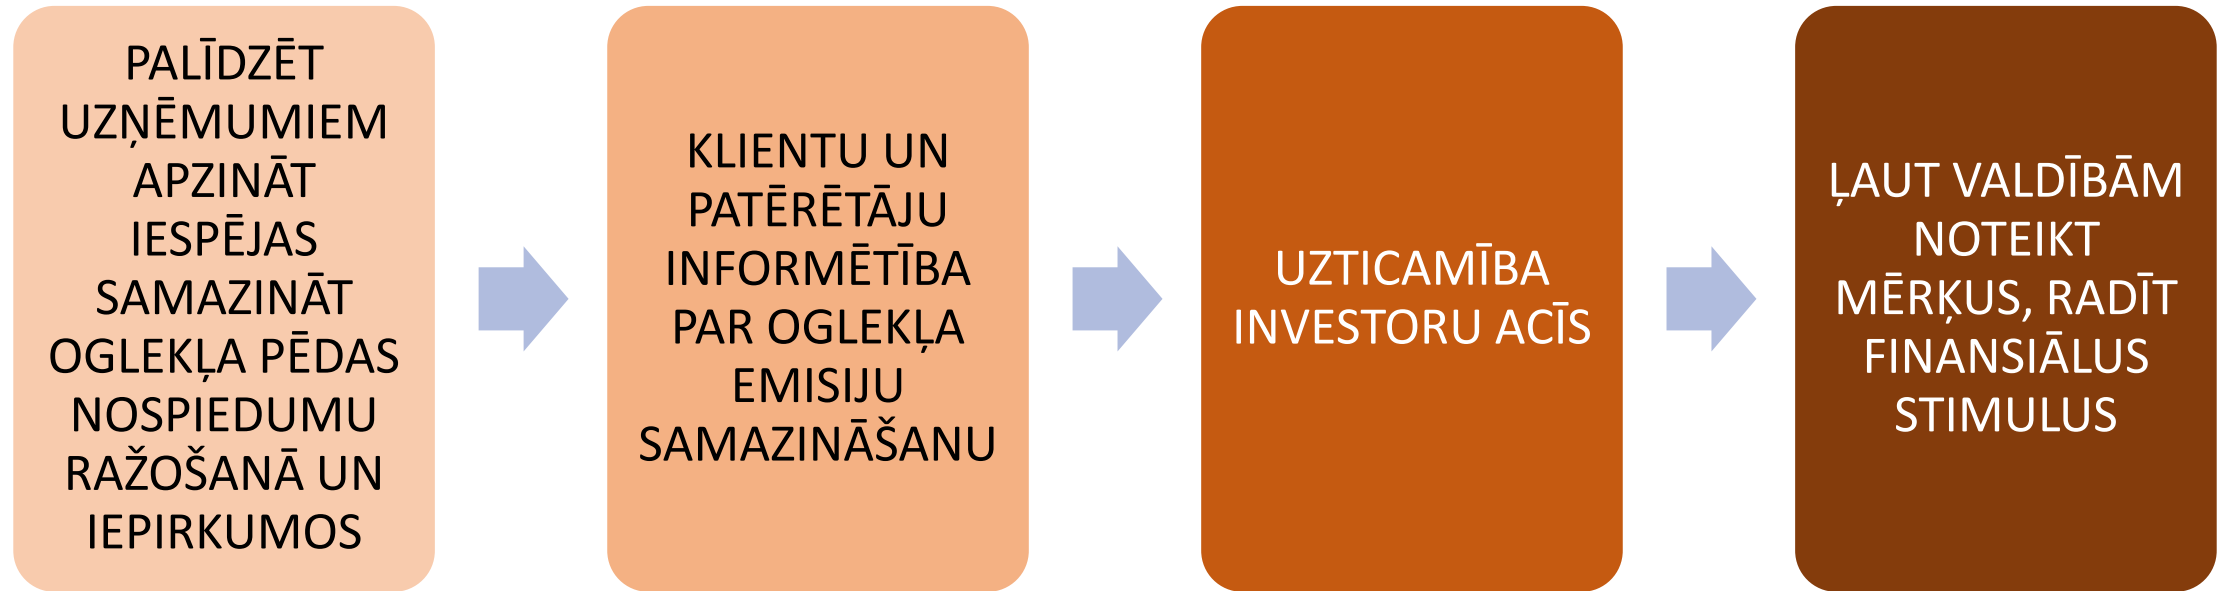 PALĪDZĒT
UZŅĒMUMIEM
APZINĀT
IESPĒJAS
SAMAZINĀT
OGLEKĻA PĒDAS
NOSPIEDUMU
RAŽOŠANĀ UN
IEPIRKUMOS
KLIENTU UN
PATĒRĒTĀJU
INFORMĒTĪBA
PAR OGLEKĻA
EMISIJU
SAMAZINĀŠANU
UZTICAMĪBA
INVESTORU ACĪS
ĻAUT VALDĪBĀM
NOTEIKT
MĒRĶUS, RADĪT
FINANSIĀLUS
STIMULUS